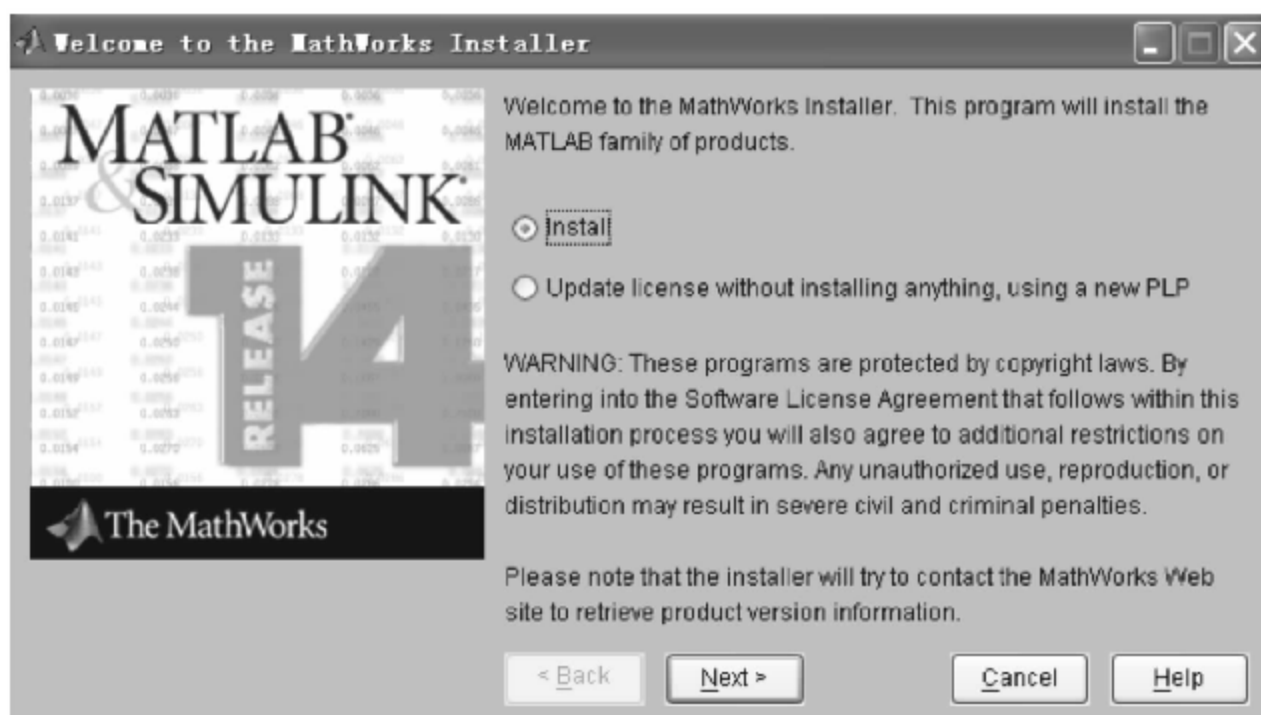 Welcome to the MathWorks Installer
MATLAB®
& SIMULINK®
RELEASE
14
The MathWorks
Welcome to the MathWorks Installer. This program will install the
MATLAB family of products.
Install
Update license without installing anything, using a new PLP
WARNING: These programs are protected by copyright laws. By
entering into the Software License Agreement that follows within this
installation process you will also agree to additional restrictions on
your use of these programs. Any unauthorized use, reproduction, or
distribution may result in severe civil and criminal penalties.
Please note that the installer will try to contact the MathWorks Web
site to retrieve product version information.
< Back
Next >
Cancel
Help